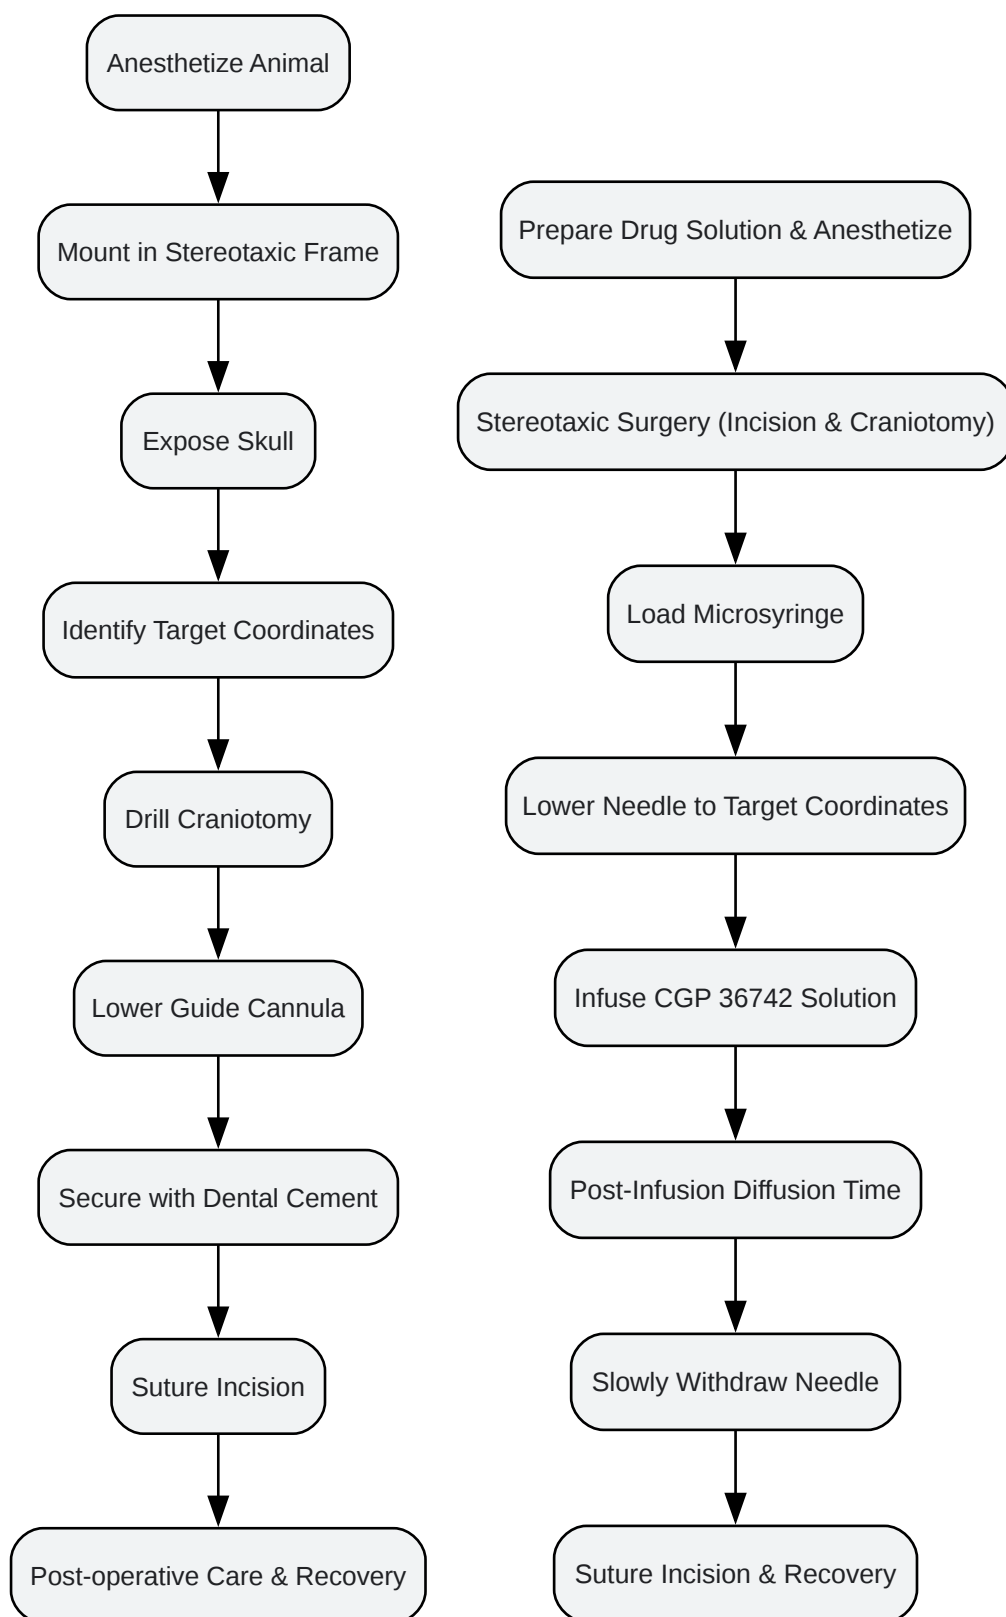 Anesthetize Animal
Mount in Stereotaxic Frame
Expose Skull
Identify Target Coordinates
Drill Craniotomy
Lower Guide Cannula
Secure with Dental Cement
Suture Incision
Post-operative Care & Recovery
Prepare Drug Solution & Anesthetize
Stereotaxic Surgery (Incision & Craniotomy)
Load Microsyringe
Lower Needle to Target Coordinates
Infuse CGP 36742 Solution
Post-Infusion Diffusion Time
Slowly Withdraw Needle
Suture Incision & Recovery